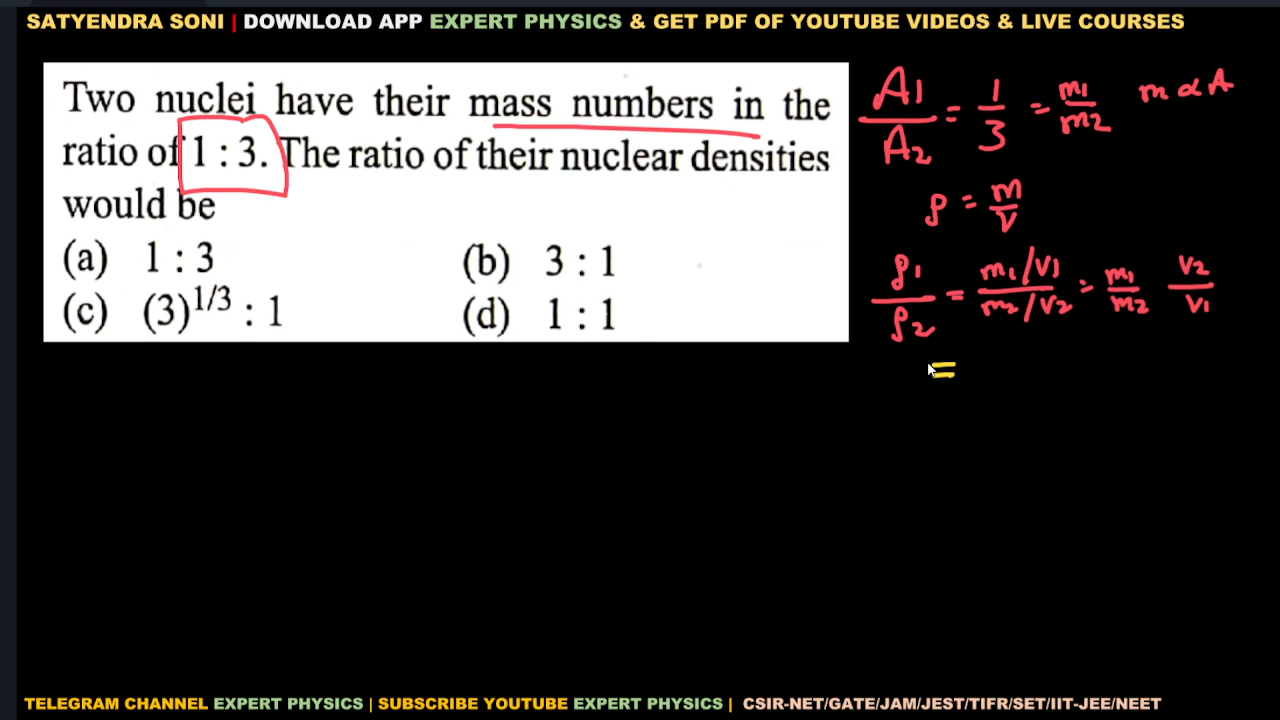 SATYENDRA SONI | DOWNLOAD APP EXPERT PHYSICS & GET PDF OF YOUTUBE VIDEOS & LIVE COURSES
Two nuclei have their mass numbers in the
ratio of 1 : 3. The ratio of their nuclear densities
would be
(a) 1 : 3 (b) 3 : 1
(c) (3)^{1/3} : 1 (d) 1 : 1
A1/A2 = 1/3 = m1/m2 m ∝ A
ρ = m/v
ρ1/ρ2 = (m1/v1)/(m2/v2) = m1/m2 v2/v1
=
TELEGRAM CHANNEL EXPERT PHYSICS | SUBSCRIBE YOUTUBE EXPERT PHYSICS | CSIR-NET/GATE/JAM/JEST/TIFR/SET/IIT-JEE/NEET